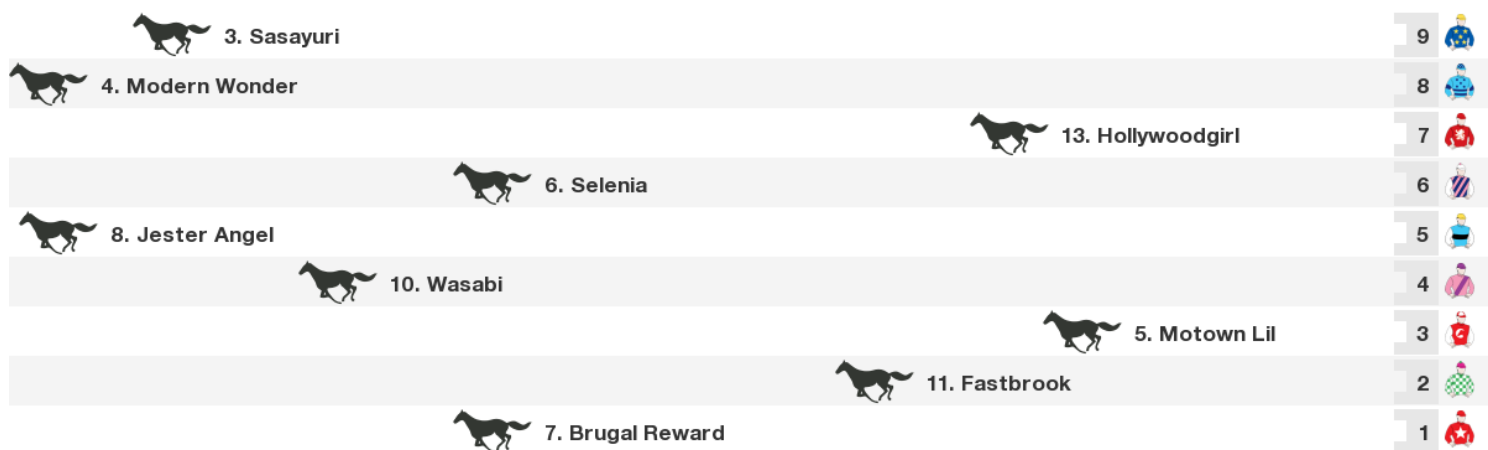 3. Sasayuri 9
4. Modern Wonder 8
13. Hollywoodgirl 7
6. Selenia 6
8. Jester Angel 5
10. Wasabi 4
5. Motown Lil 3
11. Fastbrook 2
7. Brugal Reward 1